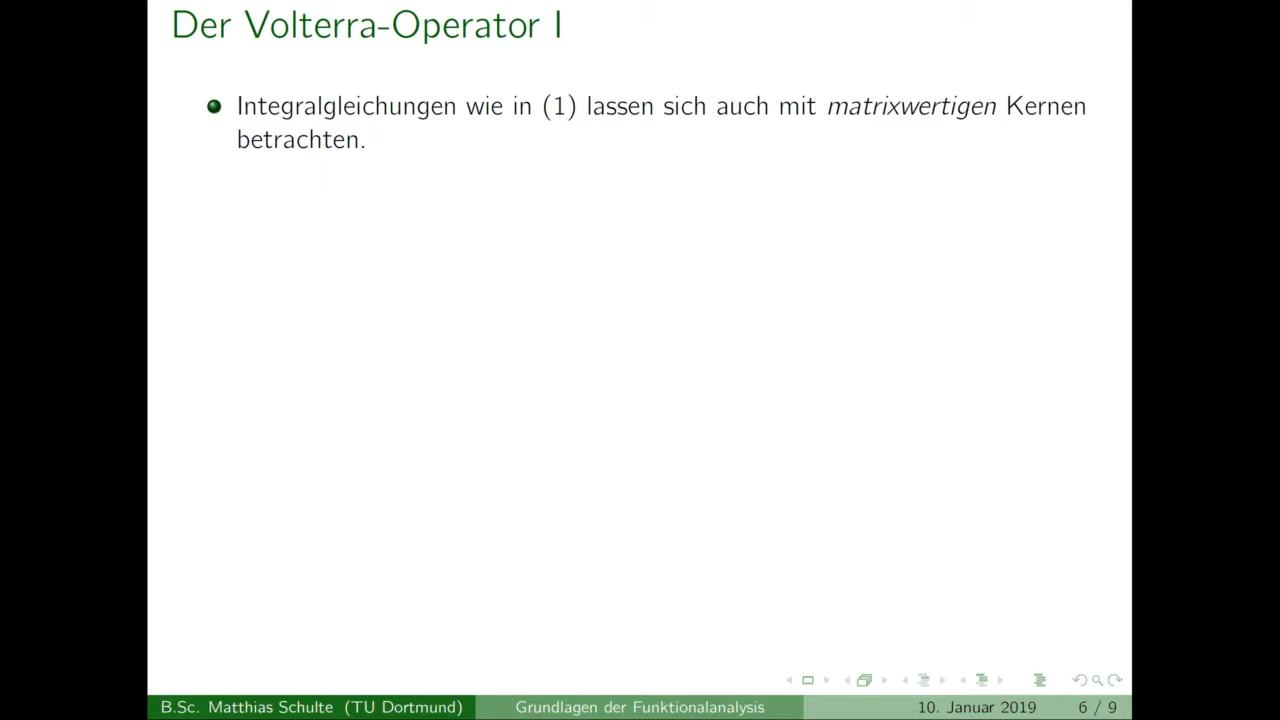 Der Volterra-Operator I
Integralgleichungen wie in (1) lassen sich auch mit matrixwertigen Kernen
betrachten.
B.Sc. Matthias Schulte (TU Dortmund) Grundlagen der Funktionalanalysis 10. Januar 2019 6 / 9